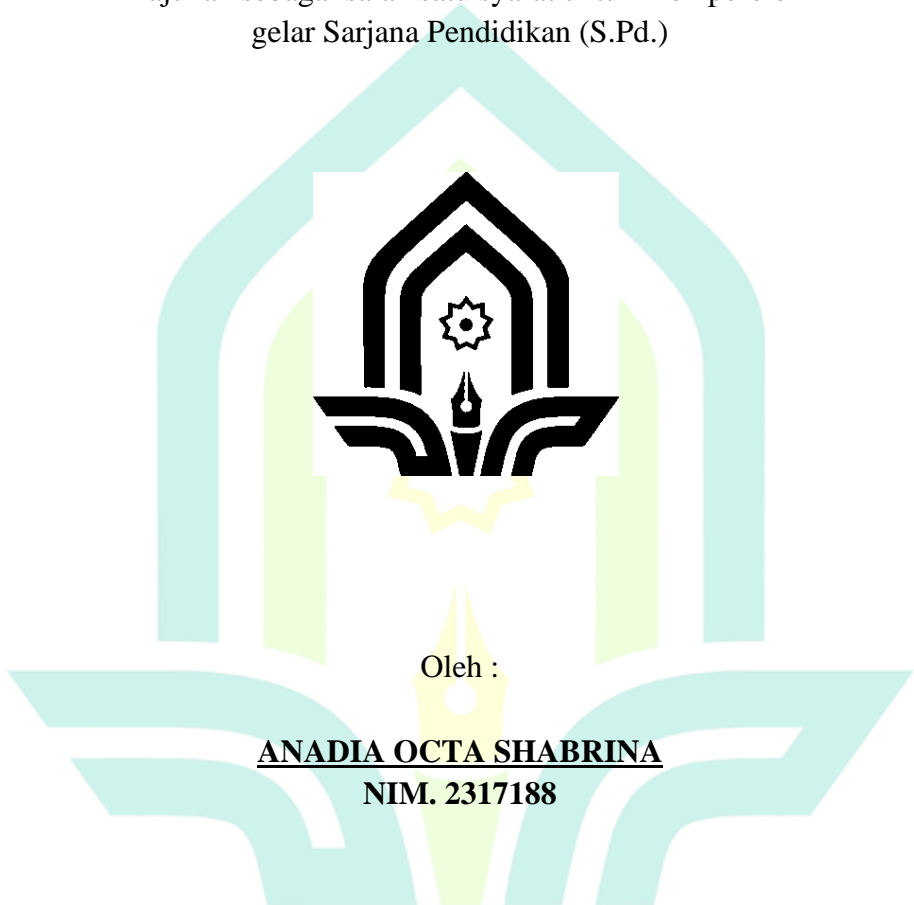 gelar Sarjana Pendidikan (S.Pd.)
Oleh :
ANADIA OCTA SHABRINA
NIM. 2317188